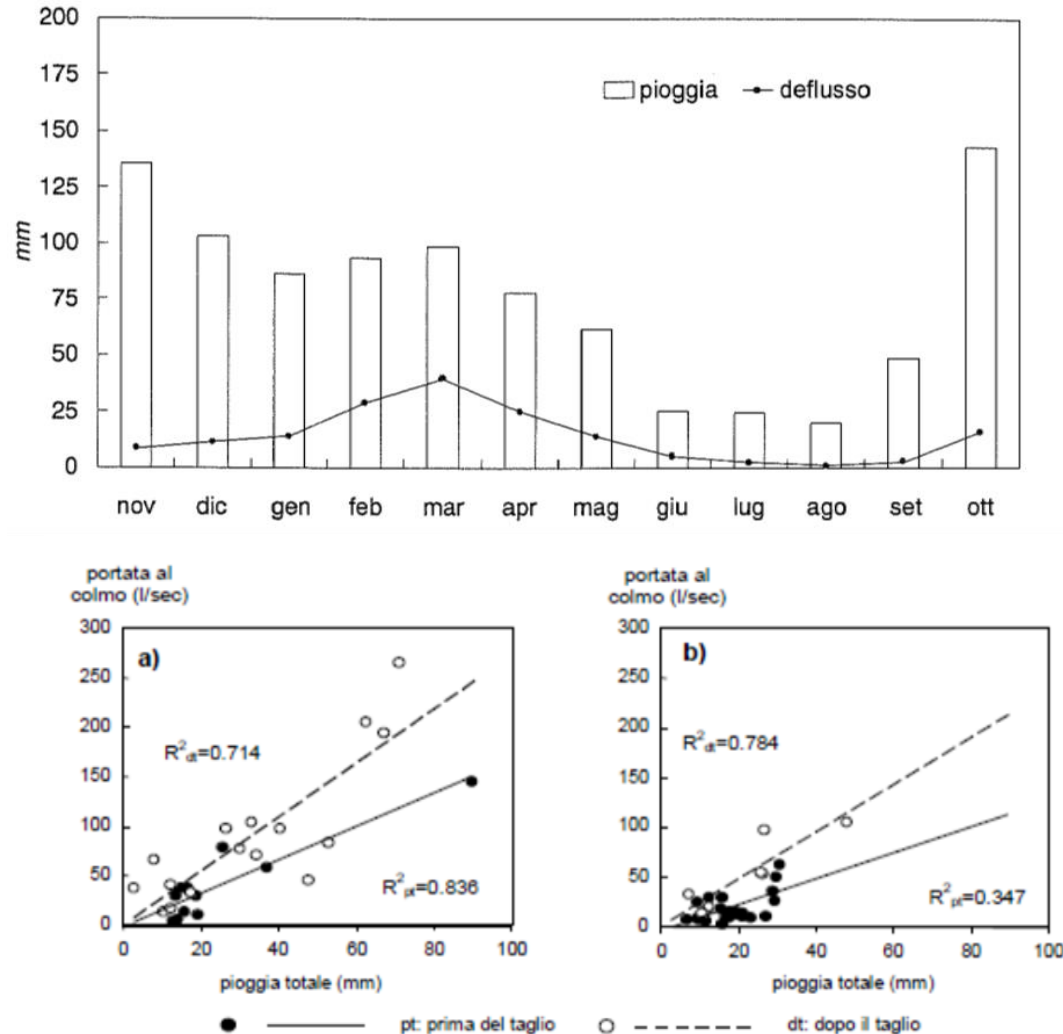 200
175
150
125
100
75
50
25
0
mm
pioggia deflusso
nov dic gen feb mar apr mag giu lug ago set ott
portata al
colmo (l/sec)
300
250
200
150
100
50
0
a)
R²dt=0.714
R²pt=0.836
0 20 40 60 80 100
pioggia totale (mm)
portata al
colmo (l/sec)
300
250
200
150
100
50
0
b)
R²dt=0.784
R²pt=0.347
0 20 40 60 80 100
pioggia totale (mm)
pt: prima del taglio dt: dopo il taglio